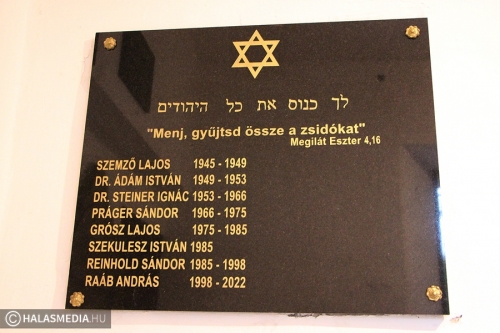 לך כנוס את כל היהודים
"Menj, gyűjtsd össze a zsidókat"
Megilát Eszter 4,16
SZEMZŐ LAJOS 1945 - 1949
DR. ÁDÁM ISTVÁN 1949 - 1953
DR. STEINER IGNÁC 1953 - 1966
PRÁGER SÁNDOR 1966 - 1975
GRÓSZ LAJOS 1975 - 1985
SZEKULESZ ISTVÁN 1985
REINHOLD SÁNDOR 1985 - 1998
RAÁB ANDRÁS 1998 - 2022
© HALASMEDIA.HU